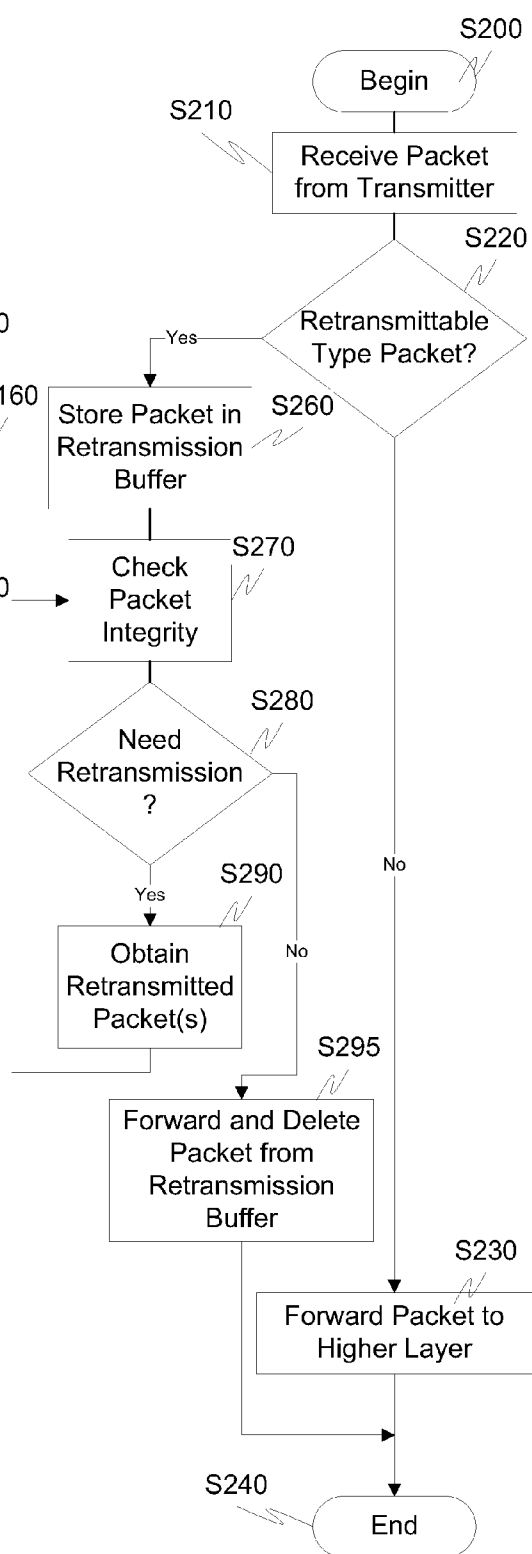 S200
Begin
S210
Receive Packet
from Transmitter
S220
Retransmittable
Type Packet?
Yes
0
160
Store Packet in
Retransmission
Buffer
S260
S270
Check
Packet
Integrity
0
S280
Need
Retransmission
?
No
Yes
S290
Obtain
Retransmitted
Packet(s)
No
S295
Forward and Delete
Packet from
Retransmission
Buffer
S230
Forward Packet to
Higher Layer
S240
End